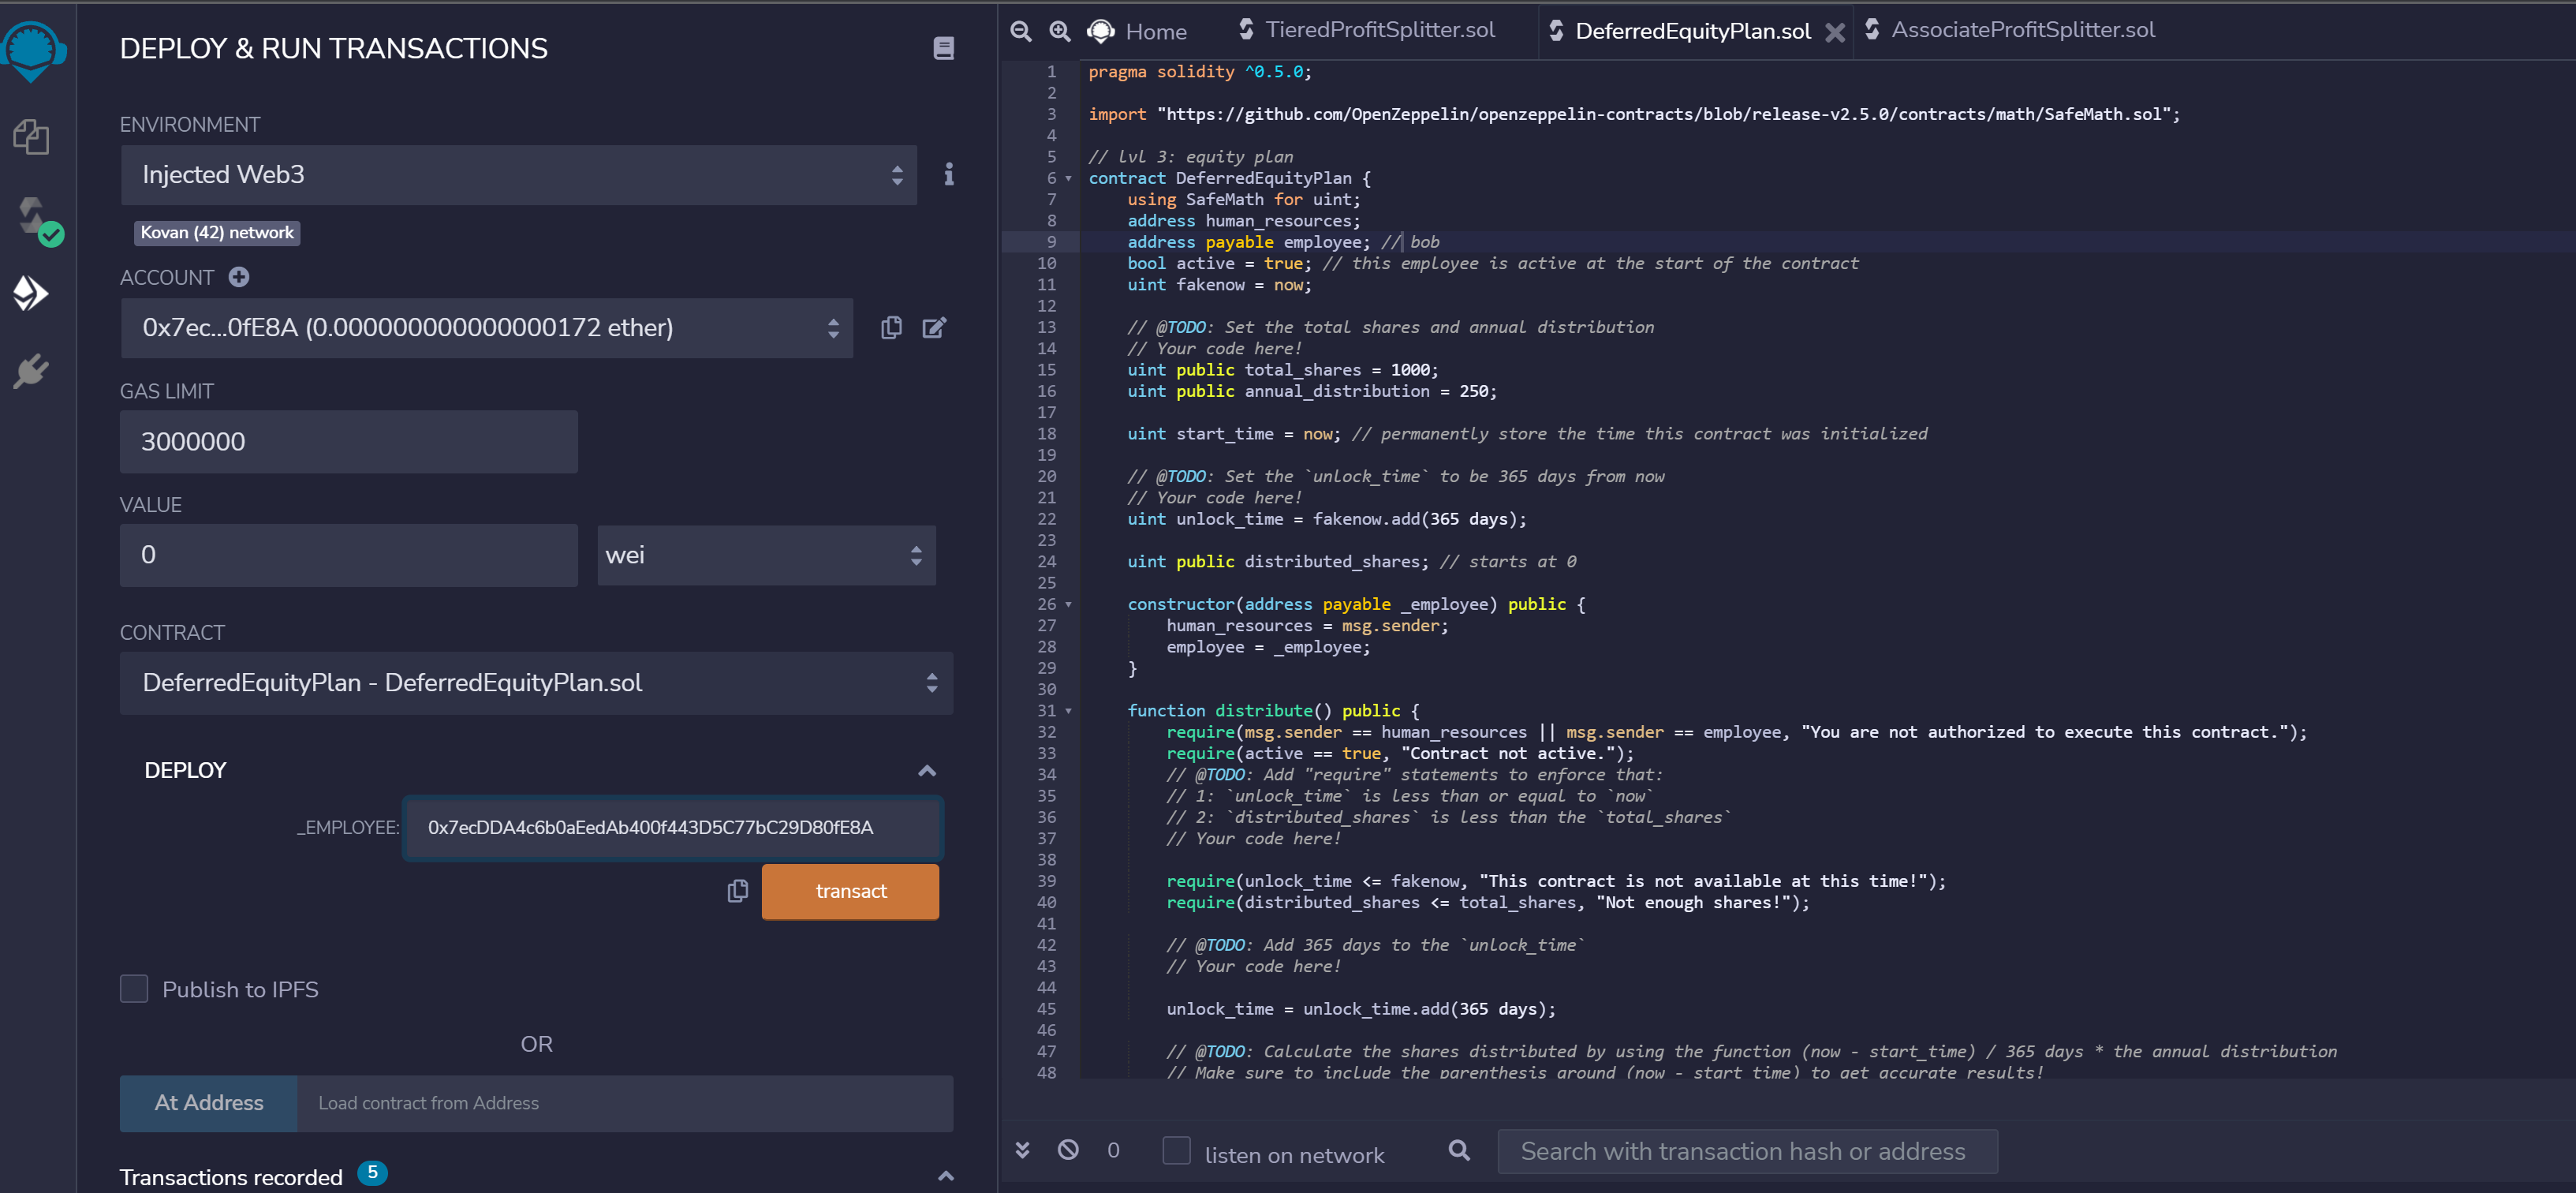 DEPLOY & RUN TRANSACTIONS
ENVIRONMENT
Injected Web3
Kovan (42) network
ACCOUNT
0x7ec...0fE8A (0.000000000000000172 ether)
GAS LIMIT
3000000
VALUE
0
wei
CONTRACT
DeferredEquityPlan - DeferredEquityPlan.sol
DEPLOY
_EMPLOYEE: 0x7ecDDA4c6b0aEedAb400f443D5C77bC29D80fE8A
transact
Publish to IPFS
OR
At Address Load contract from Address
Transactions recorded 5
Home TieredProfitSplitter.sol DeferredEquityPlan.sol AssociateProfitSplitter.sol
1 pragma solidity ^0.5.0;
2
3 import "https://github.com/OpenZeppelin/openzeppelin-contracts/blob/release-v2.5.0/contracts/math/SafeMath.sol";
4
5 // lvl 3: equity plan
6 contract DeferredEquityPlan {
7 using SafeMath for uint;
8 address human_resources;
9 address payable employee; // bob
10 bool active = true; // this employee is active at the start of the contract
11 uint fakenow = now;
12
13 // @TODO: Set the total shares and annual distribution
14 // Your code here!
15 uint public total_shares = 1000;
16 uint public annual_distribution = 250;
17
18 uint start_time = now; // permanently store the time this contract was initialized
19
20 // @TODO: Set the `unlock_time` to be 365 days from now
21 // Your code here!
22 uint unlock_time = fakenow.add(365 days);
23
24 uint public distributed_shares; // starts at 0
25
26 constructor(address payable _employee) public {
27 human_resources = msg.sender;
28 employee = _employee;
29 }
30
31 function distribute() public {
32 require(msg.sender == human_resources || msg.sender == employee, "You are not authorized to execute this contract.");
33 require(active == true, "Contract not active.");
34 // @TODO: Add "require" statements to enforce that:
35 // 1: `unlock_time` is less than or equal to `now`
36 // 2: `distributed_shares` is less than the `total_shares`
37 // Your code here!
38
39 require(unlock_time <= fakenow, "This contract is not available at this time!");
40 require(distributed_shares <= total_shares, "Not enough shares!");
41
42 // @TODO: Add 365 days to the `unlock_time`
43 // Your code here!
44
45 unlock_time = unlock_time.add(365 days);
46
47 // @TODO: Calculate the shares distributed by using the function (now - start_time) / 365 days * the annual distribution
48 // Make sure to include the parenthesis around (now - start_time) to get accurate results!
0 listen on network Search with transaction hash or address